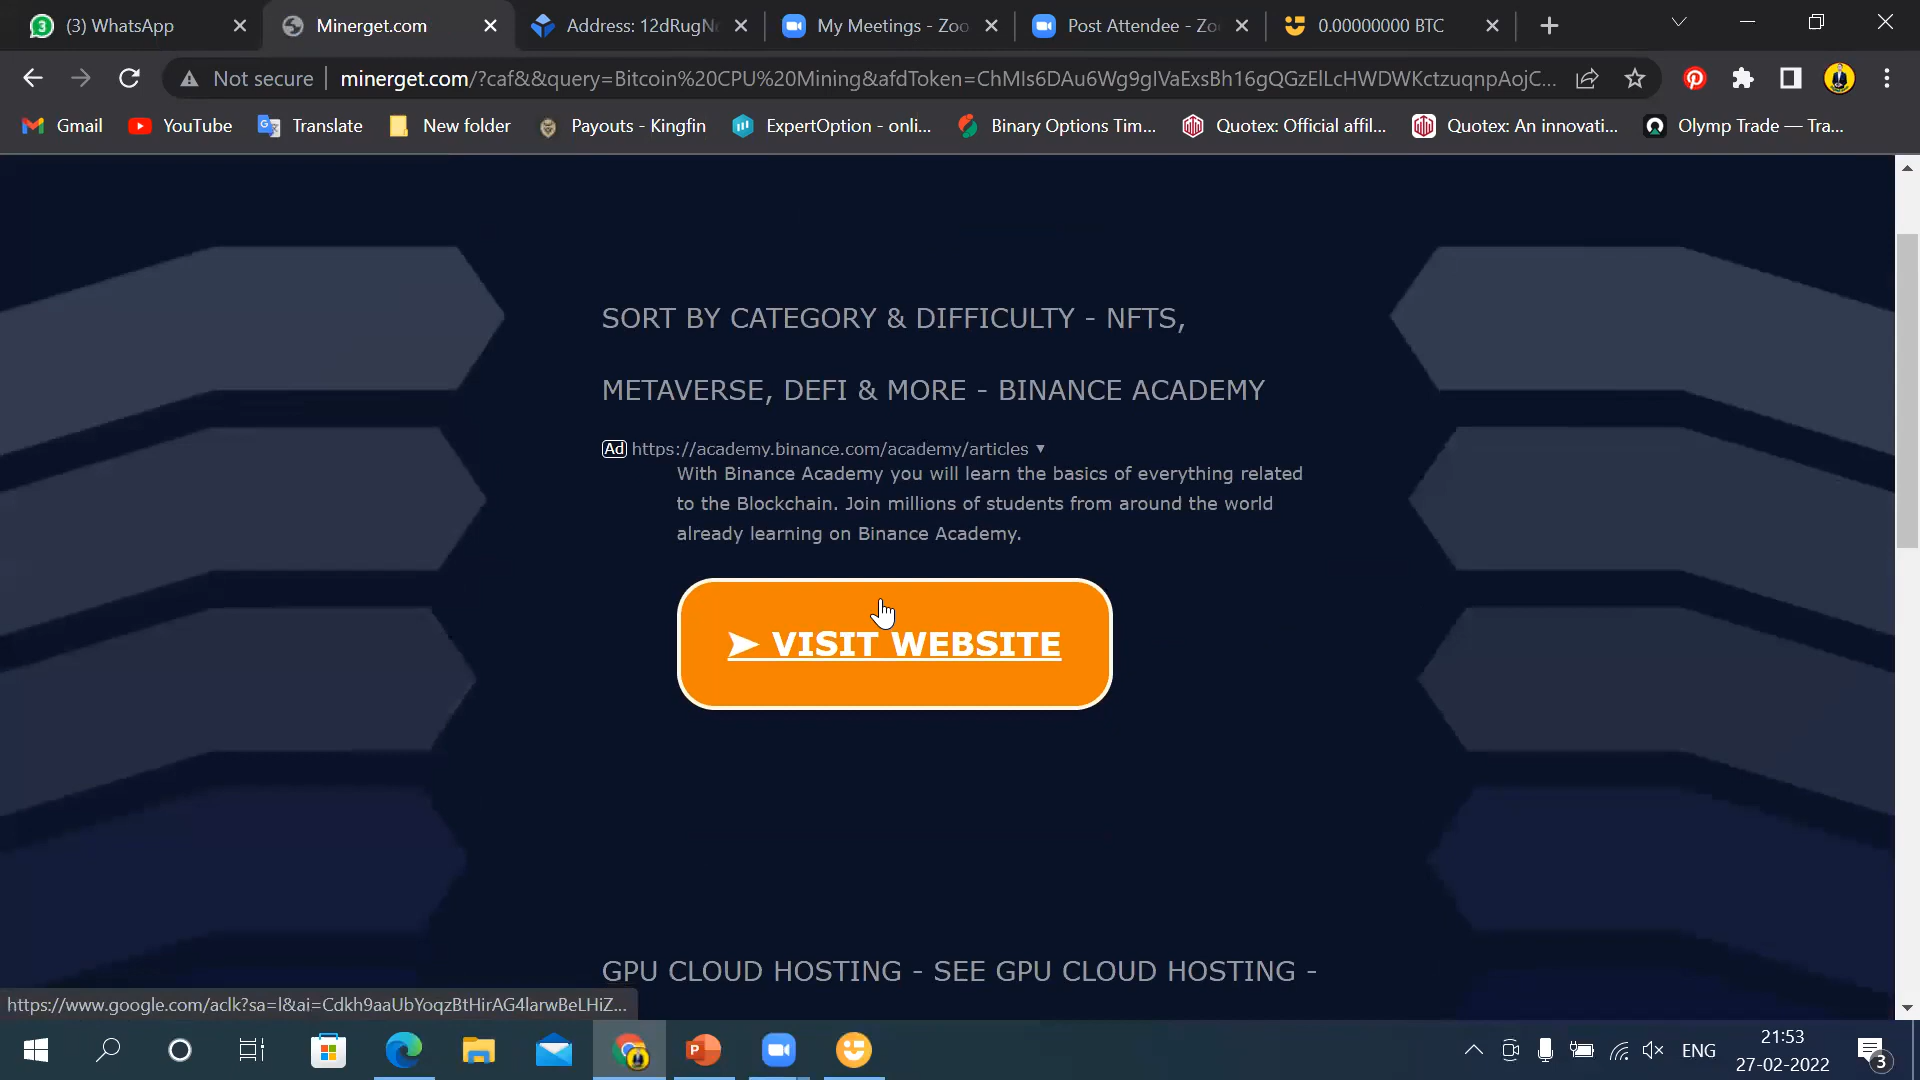 3
(3) WhatsApp
Minerget.com
Address: 12dRugN
My Meetings - Zoo
Post Attendee - Zo
0.00000000 BTC
Not secure
minerget.com/?caf&&query=Bitcoin%20CPU%20Mining&afdToken=ChMIs6DAu6Wg9gIVaExsBh16gQGzElLcHWDWKctzuqnpAojC...
Gmail
YouTube
Translate
New folder
Payouts - Kingfin
ExpertOption - onli...
Binary Options Tim...
Quotex: Official affil...
Quotex: An innovati...
Olymp Trade — Tra...
SORT BY CATEGORY & DIFFICULTY - NFTS,
METAVERSE, DEFI & MORE - BINANCE ACADEMY
Ad https://academy.binance.com/academy/articles
With Binance Academy you will learn the basics of everything related
to the Blockchain. Join millions of students from around the world
already learning on Binance Academy.
➤ VISIT WEBSITE
GPU CLOUD HOSTING - SEE GPU CLOUD HOSTING -
https://www.google.com/aclk?sa=l&ai=Cdkh9aaUbYoqzBtHirAG4larwBeLHiZ...
P
ENG
21:53
27-02-2022
3